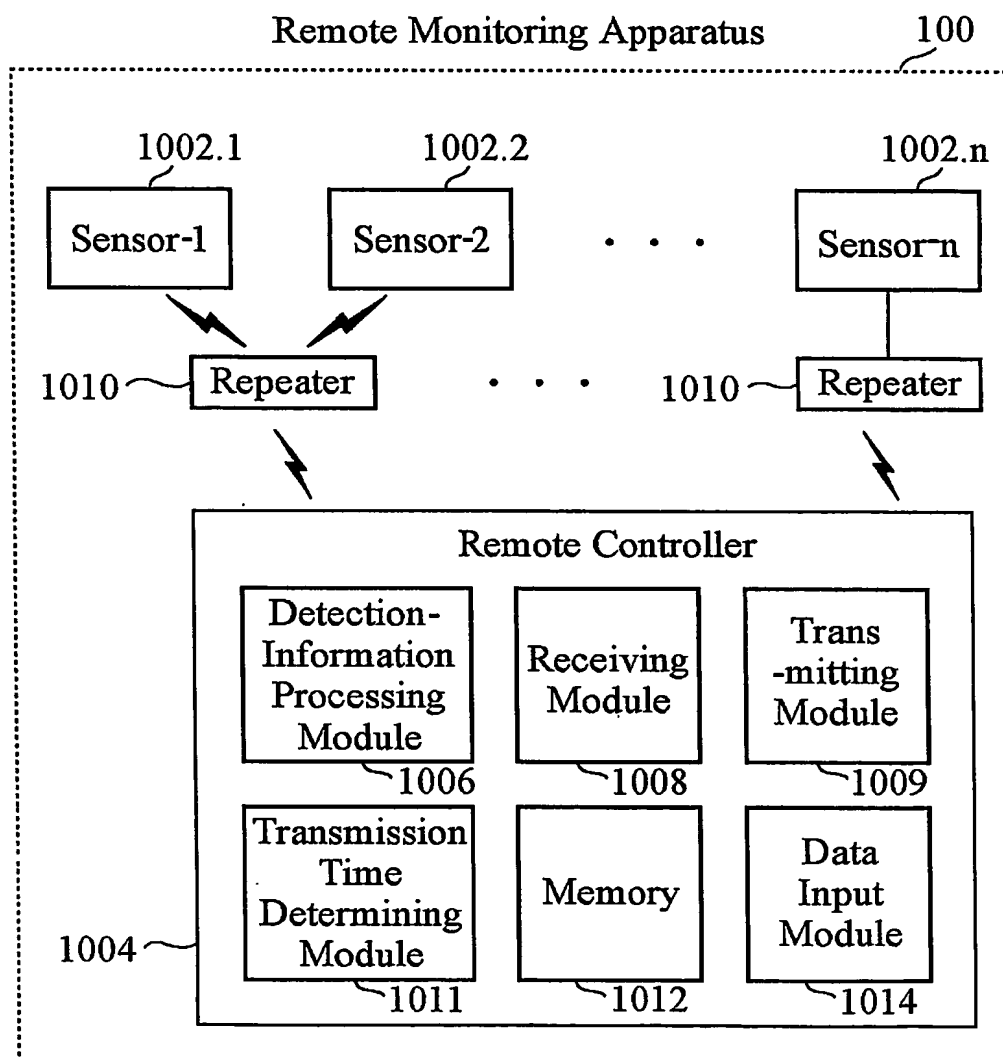 Remote Monitoring Apparatus
100
1002.1
1002.2
1002.n
Sensor-1
Sensor-2
Sensor-n
1010
Repeater
1010
Repeater
Remote Controller
Detection-
Information
Processing
Module
1006
Receiving
Module
1008
Trans
-mitting
Module
1009
Transmission
Time
Determining
Module
1011
Memory
1012
Data
Input
Module
1014
1004